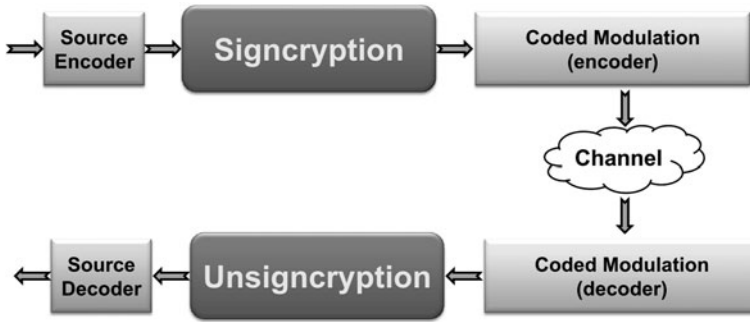 Source
Encoder
Signcryption
Coded Modulation
(encoder)
Channel
Source
Decoder
Unsigncryption
Coded Modulation
(decoder)